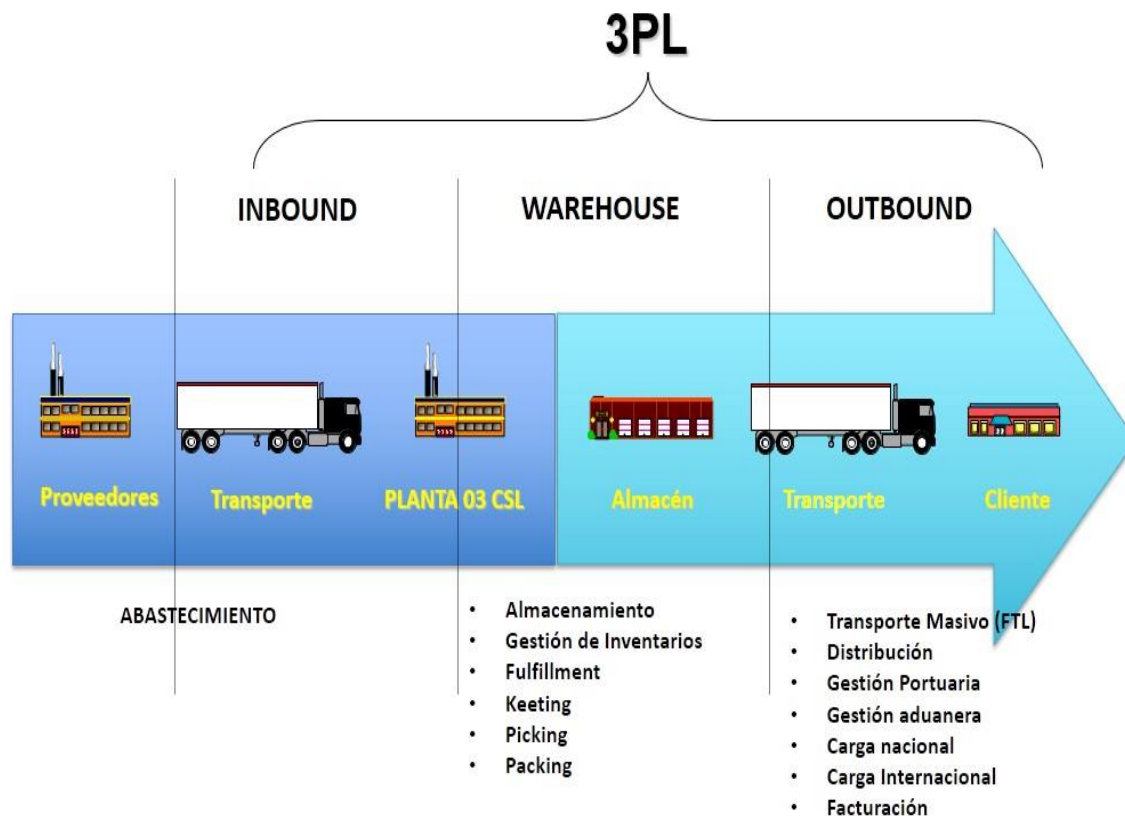 3PL
INBOUND
WAREHOUSE
OUTBOUND
Proveedores
Transporte
PLANTA 03 CSL
Almacén
Transporte
Cliente
ABASTECIMIENTO
• Almacenamiento
• Gestión de Inventarios
• Fulfillment
• Keeting
• Picking
• Packing
• Transporte Masivo (FTL)
• Distribución
• Gestión Portuaria
• Gestión aduanera
• Carga nacional
• Carga Internacional
• Facturación